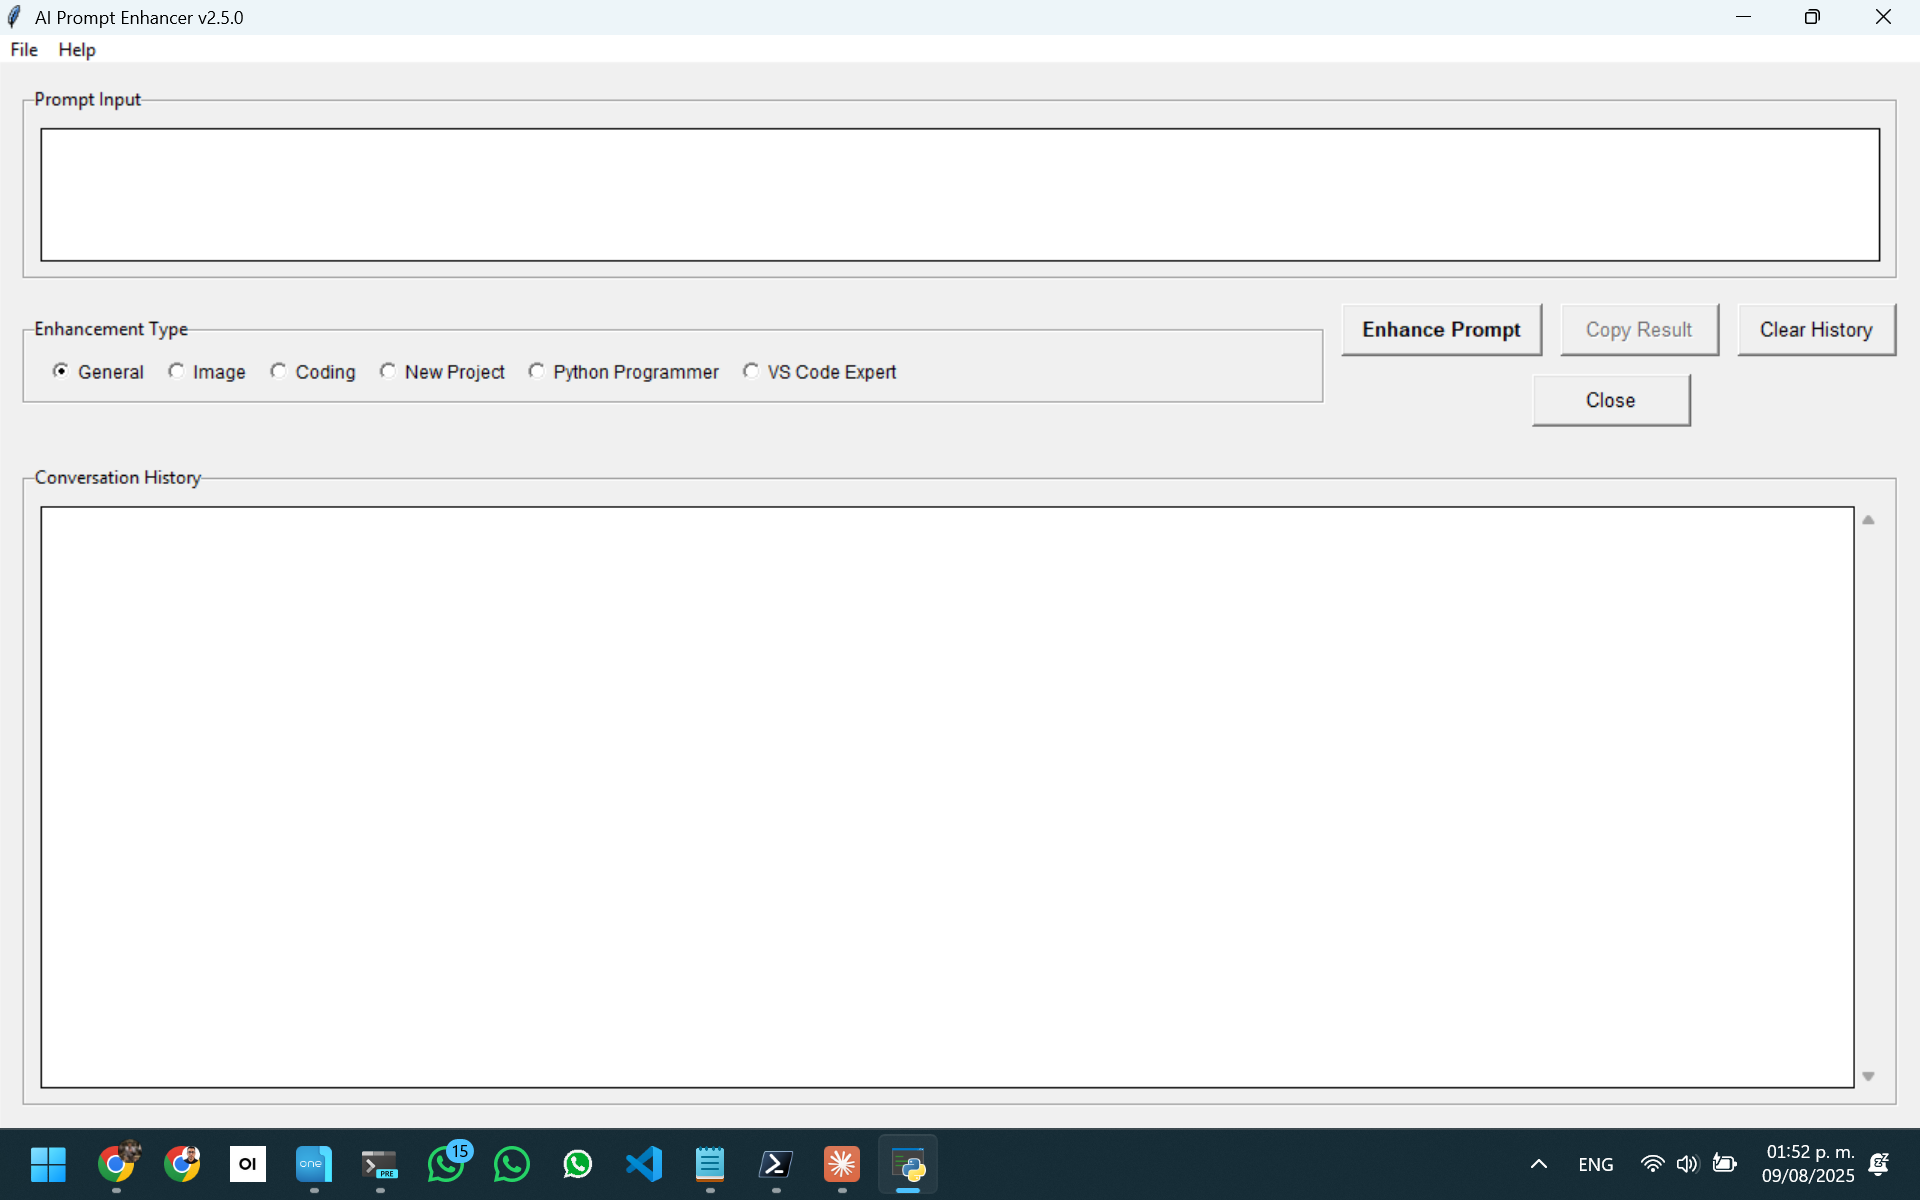 AI Prompt Enhancer v2.5.0
File Help
Prompt Input
Enhancement Type
General Image Coding New Project Python Programmer VS Code Expert
Enhance Prompt Copy Result Clear History
Close
Conversation History
OI
one
PRE
15
ENG
01:52 p. m.
09/08/2025